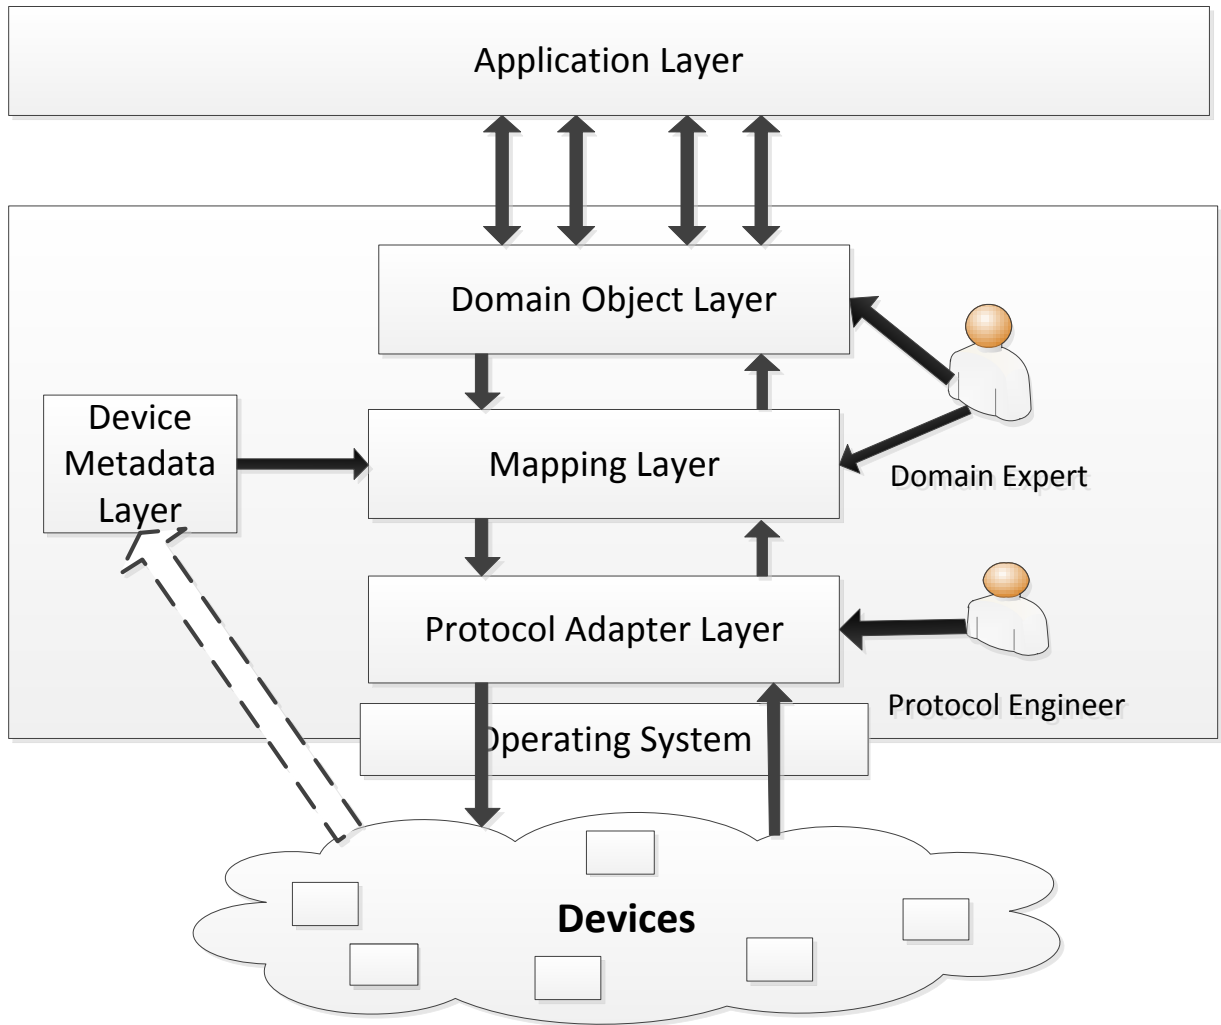 Application Layer
Domain Object Layer
Device
Metadata
Layer
Mapping Layer
Domain Expert
Protocol Adapter Layer
Protocol Engineer
Operating System
Devices